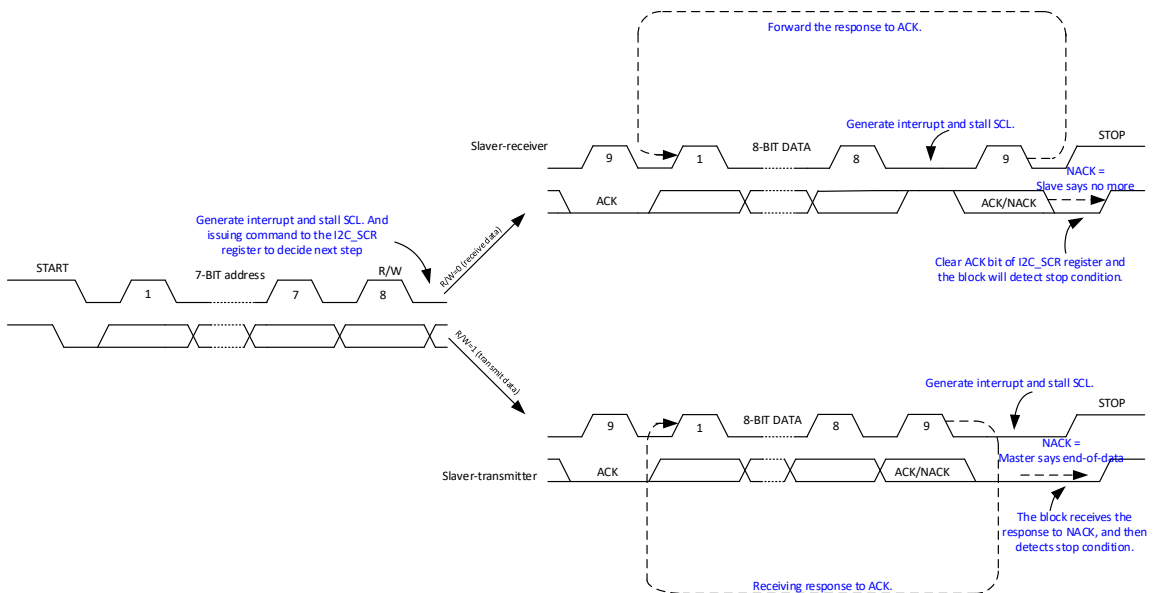 Forward the response to ACK.
Generate interrupt and stall SCL.
STOP
Slaver-receiver
9
1
8-BIT DATA
8
9
NACK =
Slave says no more
ACK
ACK/NACK
Generate interrupt and stall SCL. And
issuing command to the I2C_SCR
register to decide next step
R/W=0 (receive data)
Clear ACK bit of I2C_SCR register and
the block will detect stop condition.
START
7-BIT address
R/W
1
7
8
R/W=1 (transmit data)
Generate interrupt and stall SCL.
STOP
9
1
8-BIT DATA
8
9
NACK =
Master says end-of-data
Slaver-transmitter
ACK
ACK/NACK
The block receives the
response to NACK, and then
detects stop condition.
Receiving response to ACK.